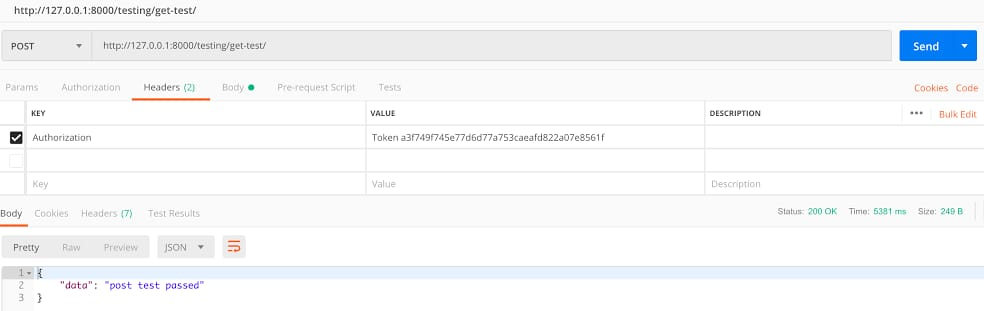 http://127.0.0.1:8000/testing/get-test/
POST http://127.0.0.1:8000/testing/get-test/ Send
Params Authorization Headers (2) Body Pre-request Script Tests Cookies Code
KEY VALUE DESCRIPTION ••• Bulk Edit
Authorization Token a3f749f745e77d6d77a753caeafd822a07e8561f
Key Value Description
Body Cookies Headers (7) Test Results Status: 200 OK Time: 5381 ms Size: 249 B
Pretty Raw Preview JSON
1 {
2 "data": "post test passed"
3 }